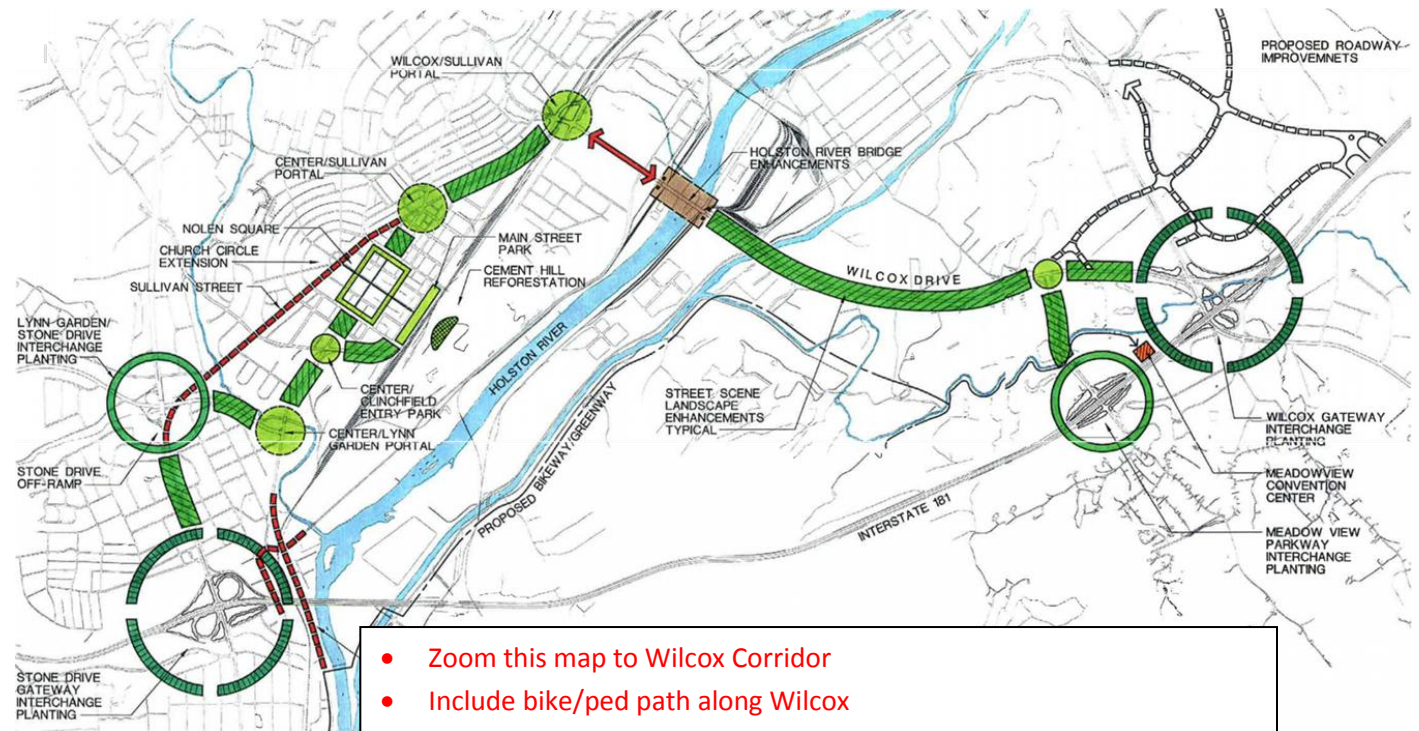 WILCOX/SULLIVAN
PORTAL
PROPOSED ROADWAY
IMPROVEMNETS
CENTER/SULLIVAN
PORTAL
HOLSTON RIVER BRIDGE
ENHANCEMENTS
NOLEN SQUARE
CHURCH CIRCLE
EXTENSION
SULLIVAN STREET
MAIN STREET
PARK
CEMENT HILL
REFORESTATION
WILCOX DRIVE
LYNN GARDEN/
STONE DRIVE
INTERCHANGE
PLANTING
HOLSTON RIVER
CENTER/
CLINCHFIELD
ENTRY PARK
CENTER/LYNN
GARDEN PORTAL
STREET SCENE
LANDSCAPE
ENHANCEMENTS
TYPICAL
WILCOX GATEWAY
INTERCHANGE
PLANTING
STONE DRIVE
OFF-RAMP
PROPOSED BIKEWAY/GREENWAY
INTERSTATE 181
MEADOWVIEW
CONVENTION
CENTER
MEADOW VIEW
PARKWAY
INTERCHANGE
PLANTING
STONE DRIVE
GATEWAY
INTERCHANGE
PLANTING
• Zoom this map to Wilcox Corridor
• Include bike/ped path along Wilcox